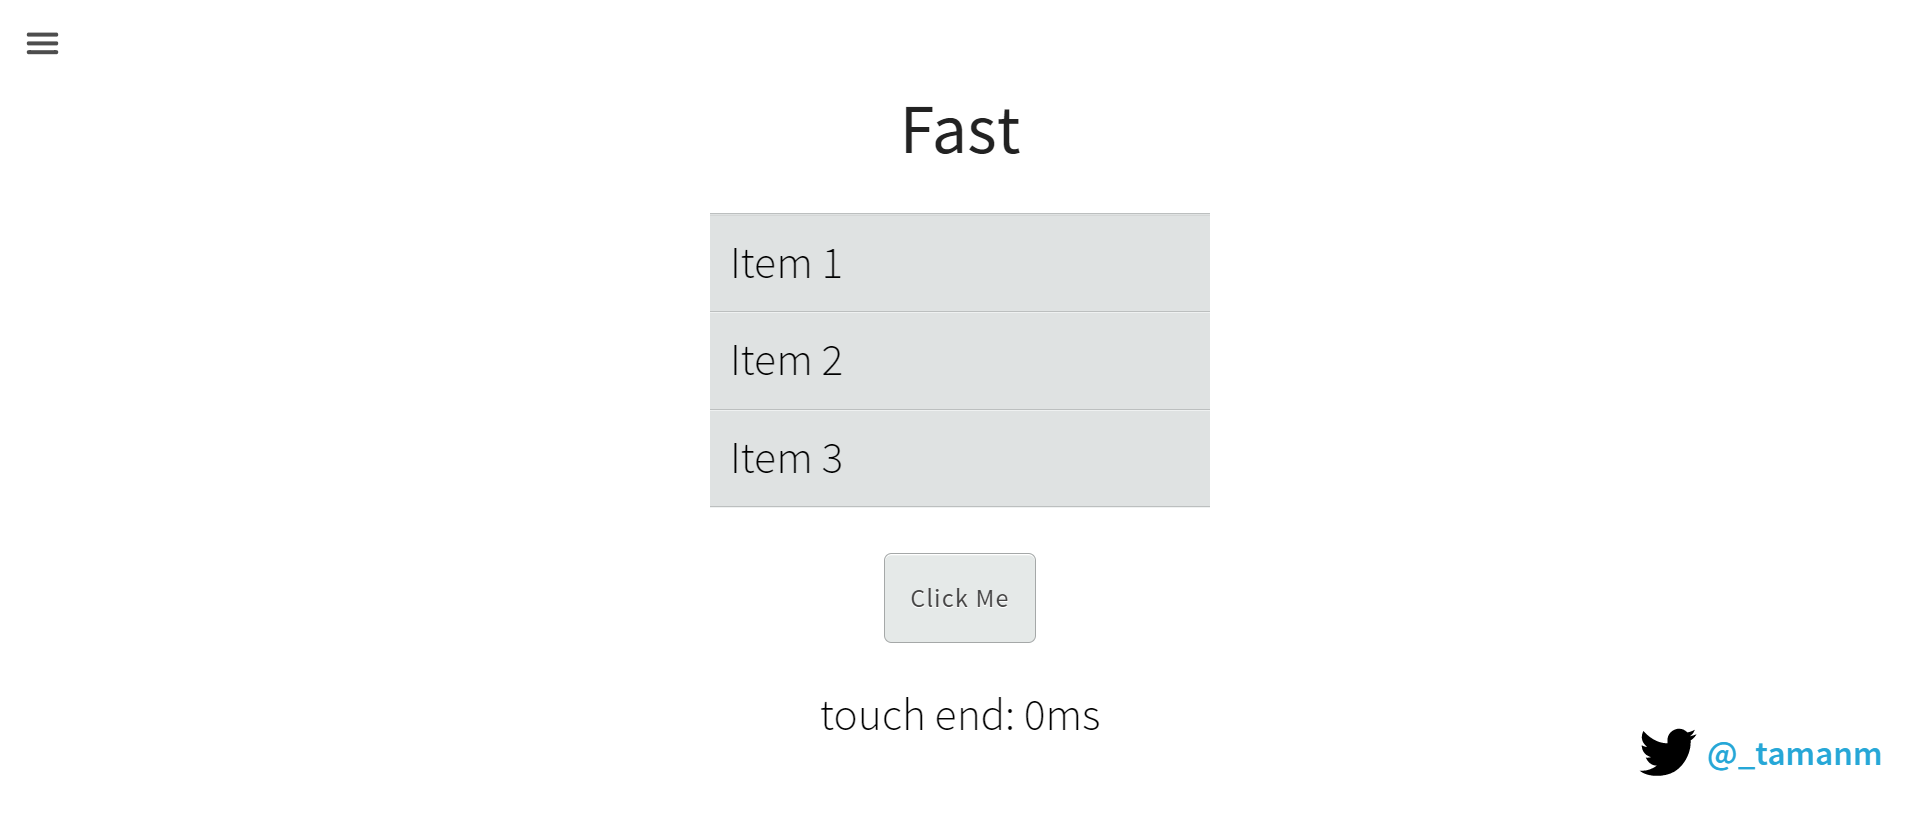 Fast
Item 1
Item 2
Item 3
Click Me
touch end: 0ms
@_tamanm